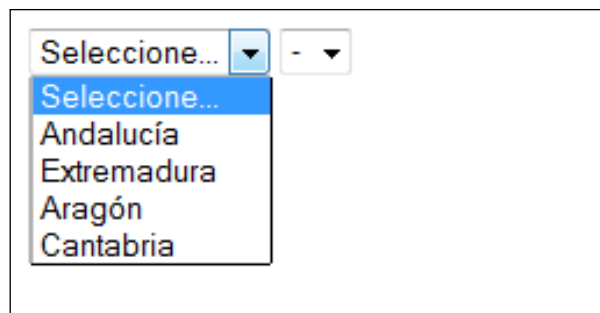 Seleccione... -
Seleccione...
Andalucía
Extremadura
Aragón
Cantabria